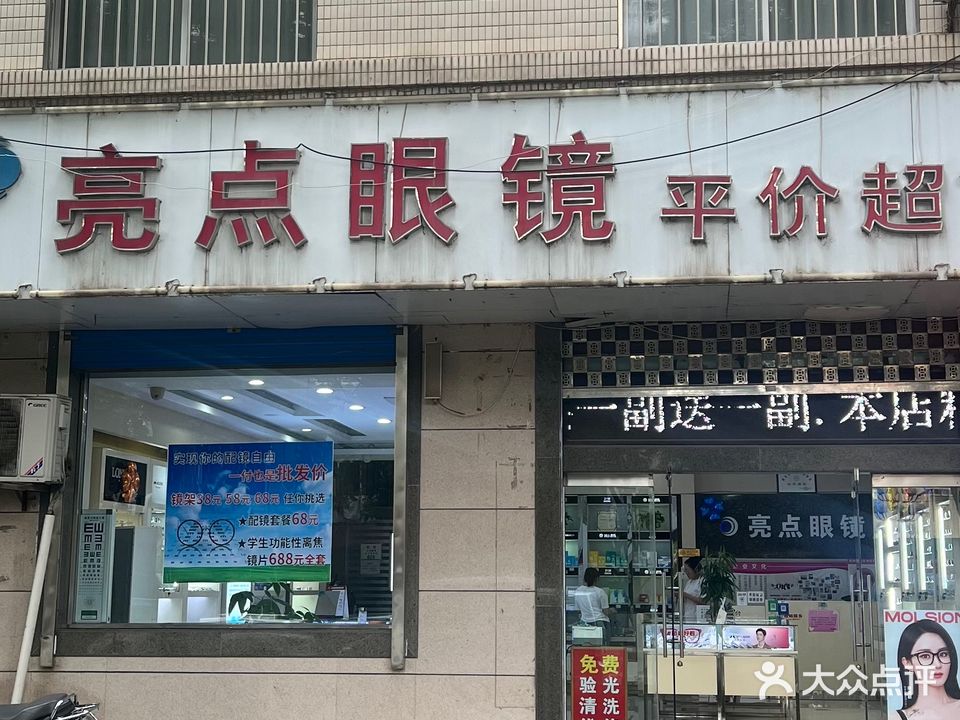 亮点眼镜 平价超
一副送一副.本店
实现你的配镜自由
一付也是批发价
镜架38元 58元 68元 任你挑选
★配镜套餐68元
★学生功能性离焦
镜片688元全套
亮点眼镜
GREE
MOLSION
免费
验光
清洗
大众点评